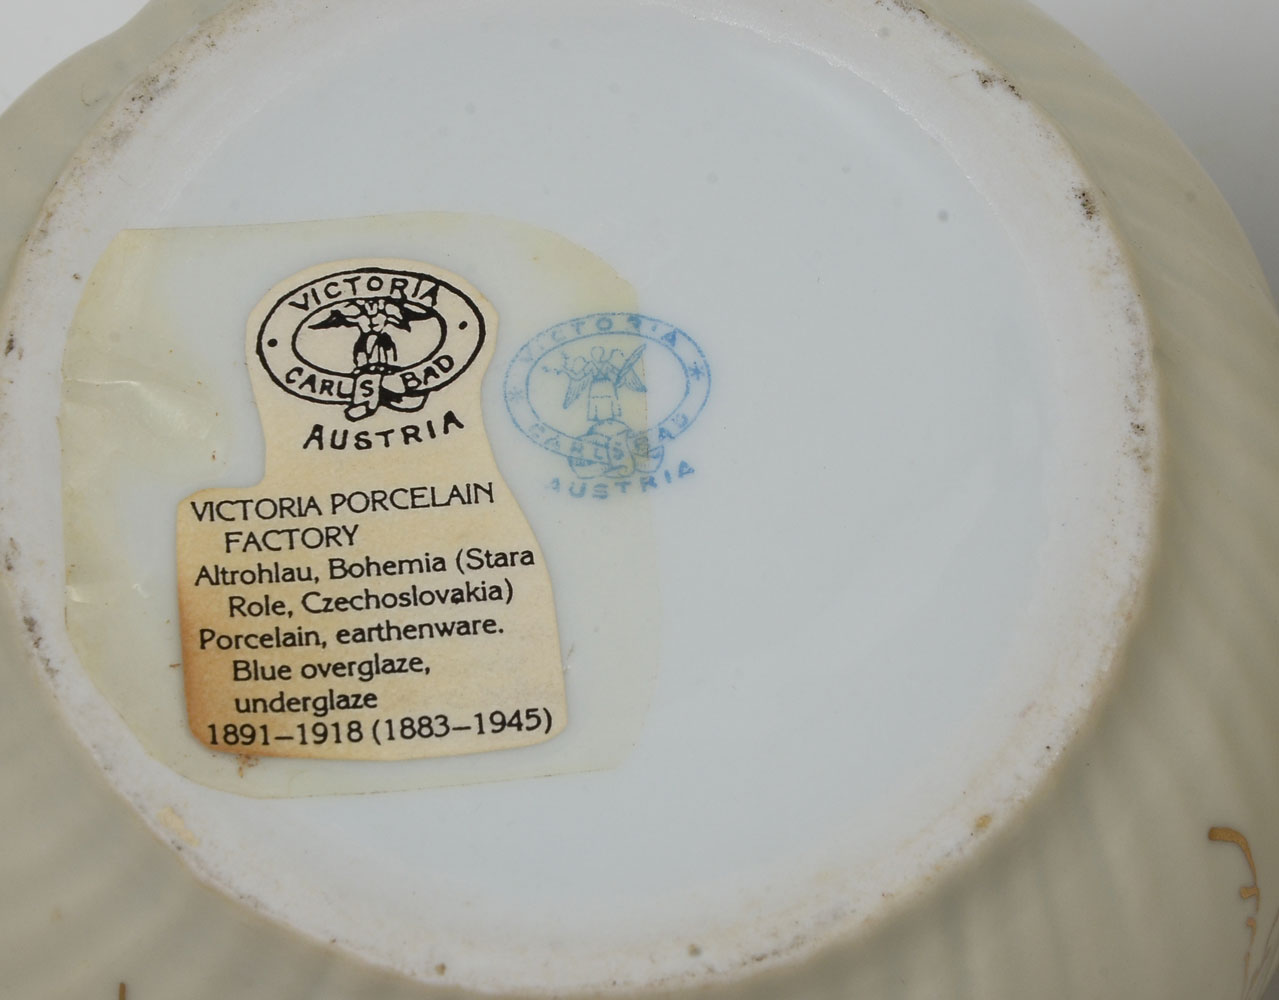 VICTORIA
CARLSBAD
AUSTRIA
VICTORIA PORCELAIN
FACTORY
Altrohlau, Bohemia (Stara
Role, Czechoslovakia)
Porcelain, earthenware.
Blue overglaze,
underglaze
1891–1918 (1883–1945)
VICTORIA
CARLSBAD
AUSTRIA